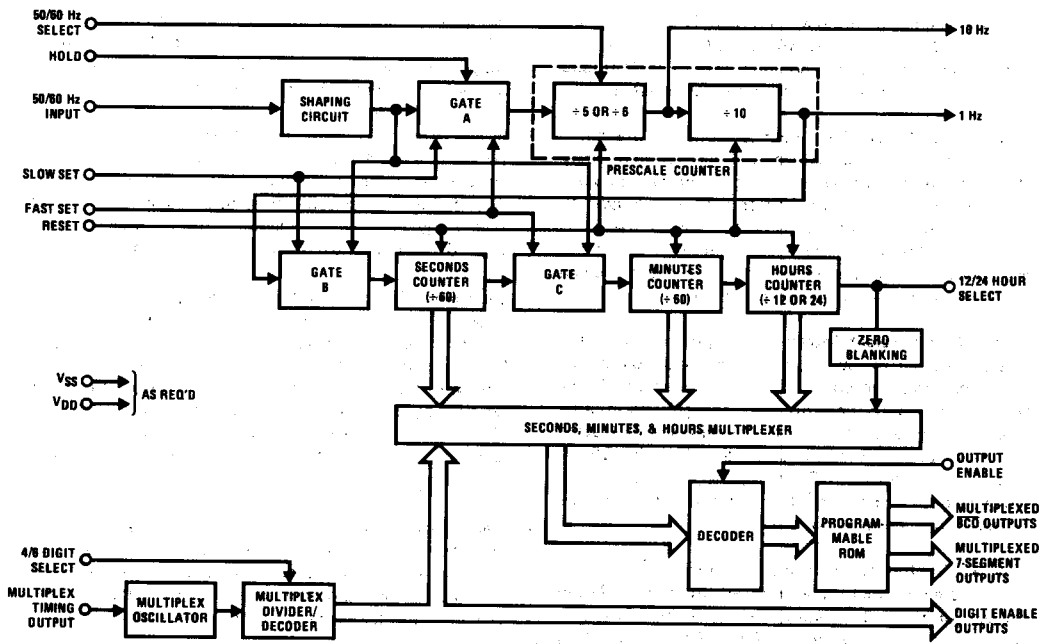 50/60 Hz
SELECT
10 Hz
HOLD
50/60 Hz
INPUT
SHAPING
CIRCUIT
GATE
A
÷5 OR ÷6
÷10
1 Hz
PRESCALE COUNTER
SLOW SET
FAST SET
RESET
GATE
B
SECONDS
COUNTER
(÷60)
GATE
C
MINUTES
COUNTER
(÷60)
HOURS
COUNTER
(÷12 OR 24)
12/24 HOUR
SELECT
ZERO
BLANKING
VSS
VDD
AS REQ'D
SECONDS, MINUTES, & HOURS MULTIPLEXER
OUTPUT
ENABLE
DECODER
PROGRAM-
MABLE
ROM
MULTIPLEXED
BCD OUTPUTS
MULTIPLEXED
7-SEGMENT
OUTPUTS
4/6 DIGIT
SELECT
MULTIPLEX
TIMING
OUTPUT
MULTIPLEX
OSCILLATOR
MULTIPLEX
DIVIDER/
DECODER
DIGIT ENABLE
OUTPUTS